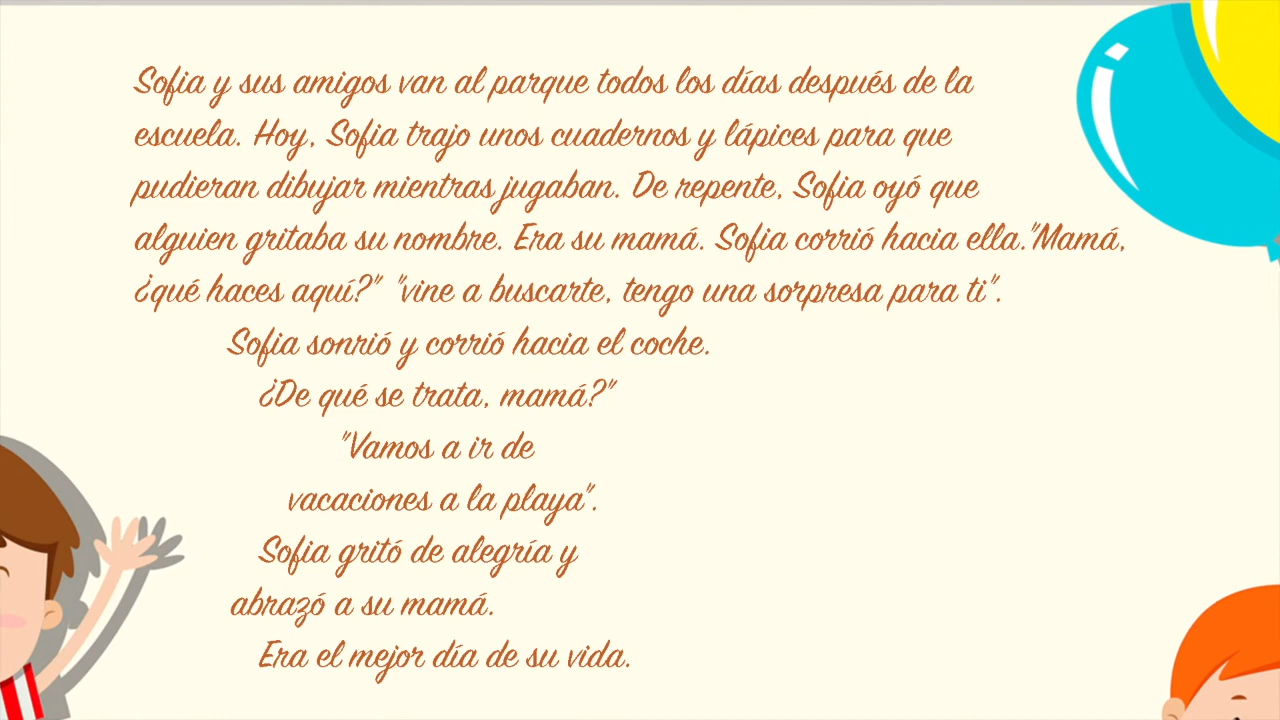 Sofia y sus amigos van al parque todos los días después de la
escuela. Hoy, Sofia trajo unos cuadernos y lápices para que
pudieran dibujar mientras jugaban. De repente, Sofia oyó que
alguien gritaba su nombre. Era su mamá. Sofia corrió hacia ella."Mamá,
¿qué haces aquí?" "vine a buscarte, tengo una sorpresa para ti".
Sofia sonrió y corrió hacia el coche.
¿De qué se trata, mamá?"
"Vamos a ir de
vacaciones a la playa".
Sofia gritó de alegría y
abrazó a su mamá.
Era el mejor día de su vida.